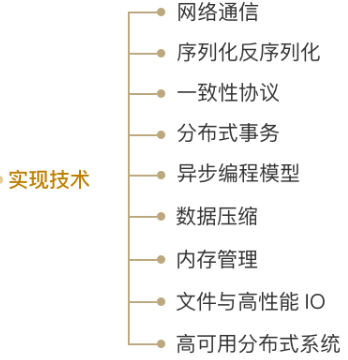 网络通信
序列化反序列化
一致性协议
分布式事务
实现技术
异步编程模型
数据压缩
内存管理
文件与高性能 IO
高可用分布式系统